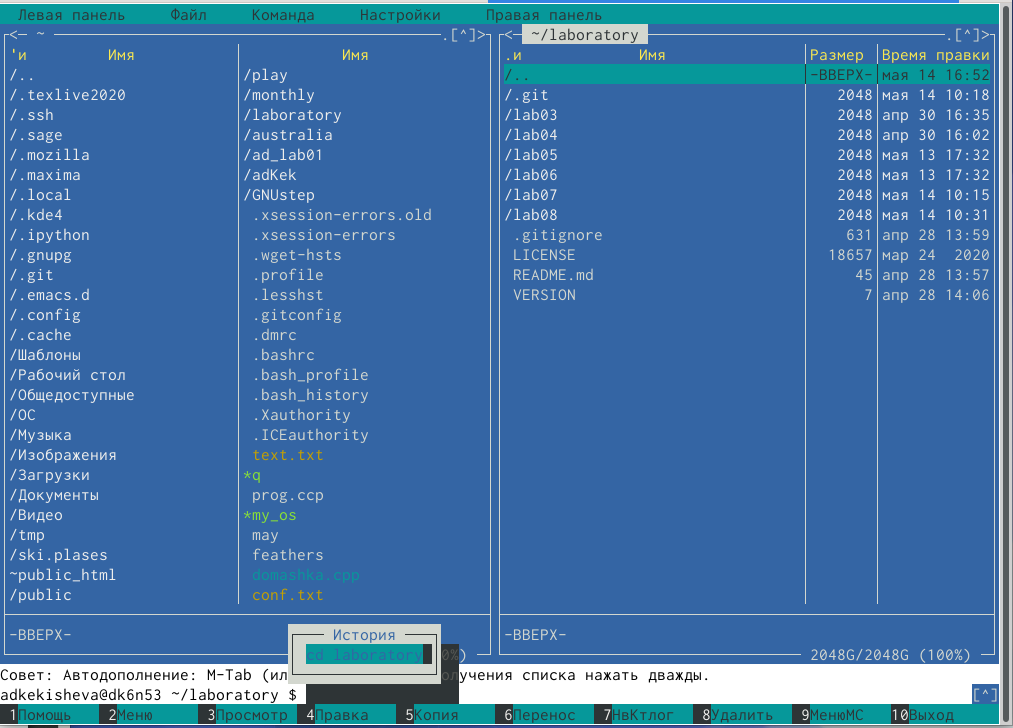 Левая панель Файл Команда Настройки Правая панель
<─ ~ .[^]> <─ ~/laboratory .[^]>
'и Имя Имя .и Имя Размер Время правки
/.. /play /.. -ВВЕРХ- мая 14 16:52
/.texlive2020 /monthly /.git 2048 мая 14 10:18
/.ssh /laboratory /lab03 2048 апр 30 16:35
/.sage /australia /lab04 2048 апр 30 16:02
/.mozilla /ad_lab01 /lab05 2048 мая 13 17:32
/.maxima /adKek /lab06 2048 мая 13 17:32
/.local /GNUstep /lab07 2048 мая 14 10:15
/.kde4 .xsession-errors.old /lab08 2048 мая 14 10:31
/.ipython .xsession-errors .gitignore 631 апр 28 13:59
/.gnupg .wget-hsts LICENSE 18657 мар 24 2020
/.git .profile README.md 45 апр 28 13:57
/.emacs.d .lesshst VERSION 7 апр 28 14:06
/.config .gitconfig
/.cache .dmrc
/Шаблоны .bashrc
/Рабочий стол .bash_profile
/Общедоступные .bash_history
/ОС .Xauthority
/Музыка .ICEauthority
/Изображения text.txt
/Загрузки *q
/Документы prog.ccp
/Видео *my_os
/tmp may
/ski.plases feathers
~public_html domashka.cpp
/public conf.txt
-ВВЕРХ- История -ВВЕРХ-
cd laboratory 0%) 2048G/2048G (100%)
Совет: Автодополнение: M-Tab (ил олучения списка нажать дважды.
adkekisheva@dk6n53 ~/laboratory $ [^]
1Помощь 2Меню 3Просмотр 4Правка 5Копия 6Перенос 7НвКтлог 8Удалить 9МенюMC 10Выход